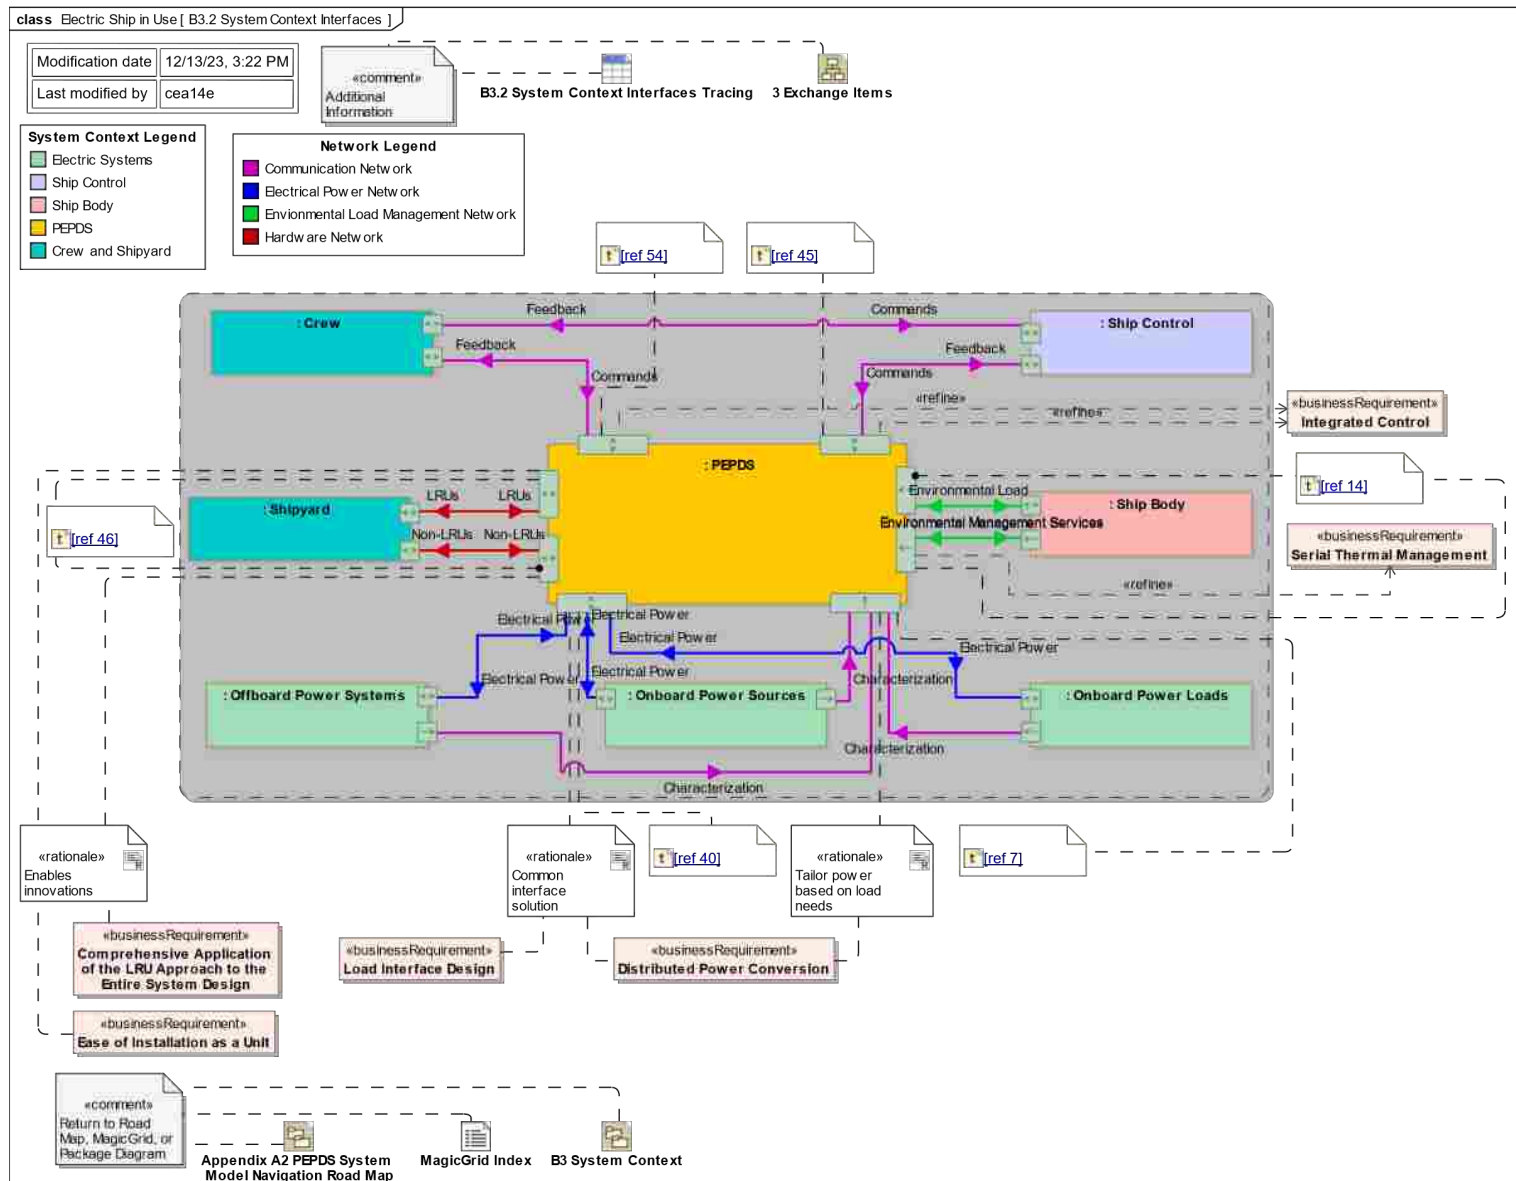 class Electric Ship in Use [ B3.2 System Context Interfaces ]
Modification date 12/13/23, 3:22 PM
Last modified by cea14e
«comment»
Additional
Information
B3.2 System Context Interfaces Tracing
3 Exchange Items
System Context Legend
Electric Systems
Ship Control
Ship Body
PEPDS
Crew and Shipyard
Network Legend
Communication Network
Electrical Power Network
Envionmental Load Management Network
Hardware Network
[ref 54]
[ref 45]
: Crew
Feedback
Commands
: Ship Control
Feedback
Commands
Feedback
Commands
«refine»
«refine»
«businessRequirement»
Integrated Control
: PEPDS
[ref 14]
: Shipyard
LRUs
LRUs
Non-LRUs
Non-LRUs
[ref 46]
Environmental Load
Environmental Management Services
: Ship Body
«businessRequirement»
Serial Thermal Management
«refine»
Electrical Power
Electrical Power
Electrical Power
Electrical Power
Electrical Power
Electrical Power
: Offboard Power Systems
: Onboard Power Sources
: Onboard Power Loads
Characterization
Characterization
Characterization
«rationale»
Enables
innovations
«rationale»
Common
interface
solution
[ref 40]
«rationale»
Tailor power
based on load
needs
[ref 7]
«businessRequirement»
Comprehensive Application
of the LRU Approach to the
Entire System Design
«businessRequirement»
Load Interface Design
«businessRequirement»
Distributed Power Conversion
«businessRequirement»
Ease of Installation as a Unit
«comment»
Return to Road
Map, MagicGrid, or
Package Diagram
Appendix A2 PEPDS System
Model Navigation Road Map
MagicGrid Index
B3 System Context